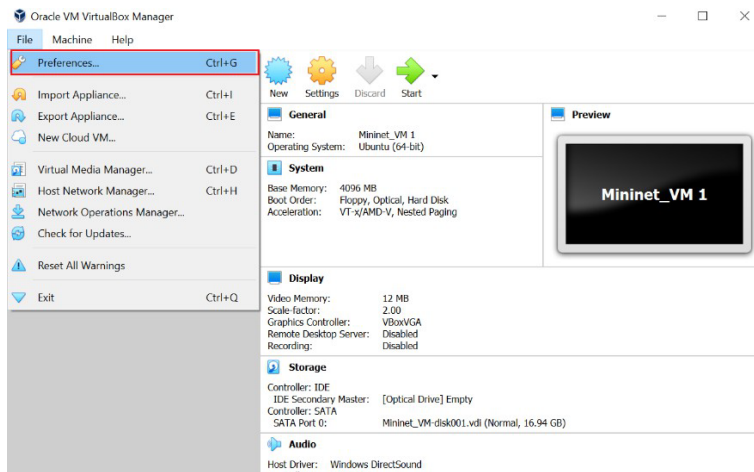 Oracle VM VirtualBox Manager
File Machine Help
Preferences... Ctrl+G
Import Appliance... Ctrl+I
Export Appliance... Ctrl+E
New Cloud VM...
Virtual Media Manager... Ctrl+D
Host Network Manager... Ctrl+H
Network Operations Manager...
Check for Updates...
Reset All Warnings
Exit Ctrl+Q
New Settings Discard Start
General
Name: Mininet_VM 1
Operating System: Ubuntu (64-bit)
System
Base Memory: 4096 MB
Boot Order: Floppy, Optical, Hard Disk
Acceleration: VT-x/AMD-V, Nested Paging
Preview
Mininet_VM 1
Display
Video Memory: 12 MB
Scale-factor: 2.00
Graphics Controller: VBoxVGA
Remote Desktop Server: Disabled
Recording: Disabled
Storage
Controller: IDE
IDE Secondary Master: [Optical Drive] Empty
Controller: SATA
SATA Port 0: Mininet_VM-disk001.vdi (Normal, 16.94 GB)
Audio
Host Driver: Windows DirectSound